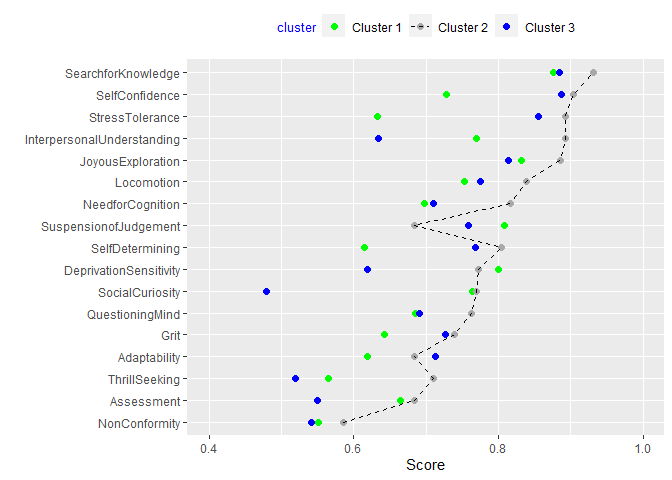 cluster Cluster 1 Cluster 2 Cluster 3
SearchforKnowledge
SelfConfidence
StressTolerance
InterpersonalUnderstanding
JoyousExploration
Locomotion
NeedforCognition
SuspensionofJudgement
SelfDetermining
DeprivationSensitivity
SocialCuriosity
QuestioningMind
Grit
Adaptability
ThrillSeeking
Assessment
NonConformity
0.4 0.6 0.8 1.0
Score